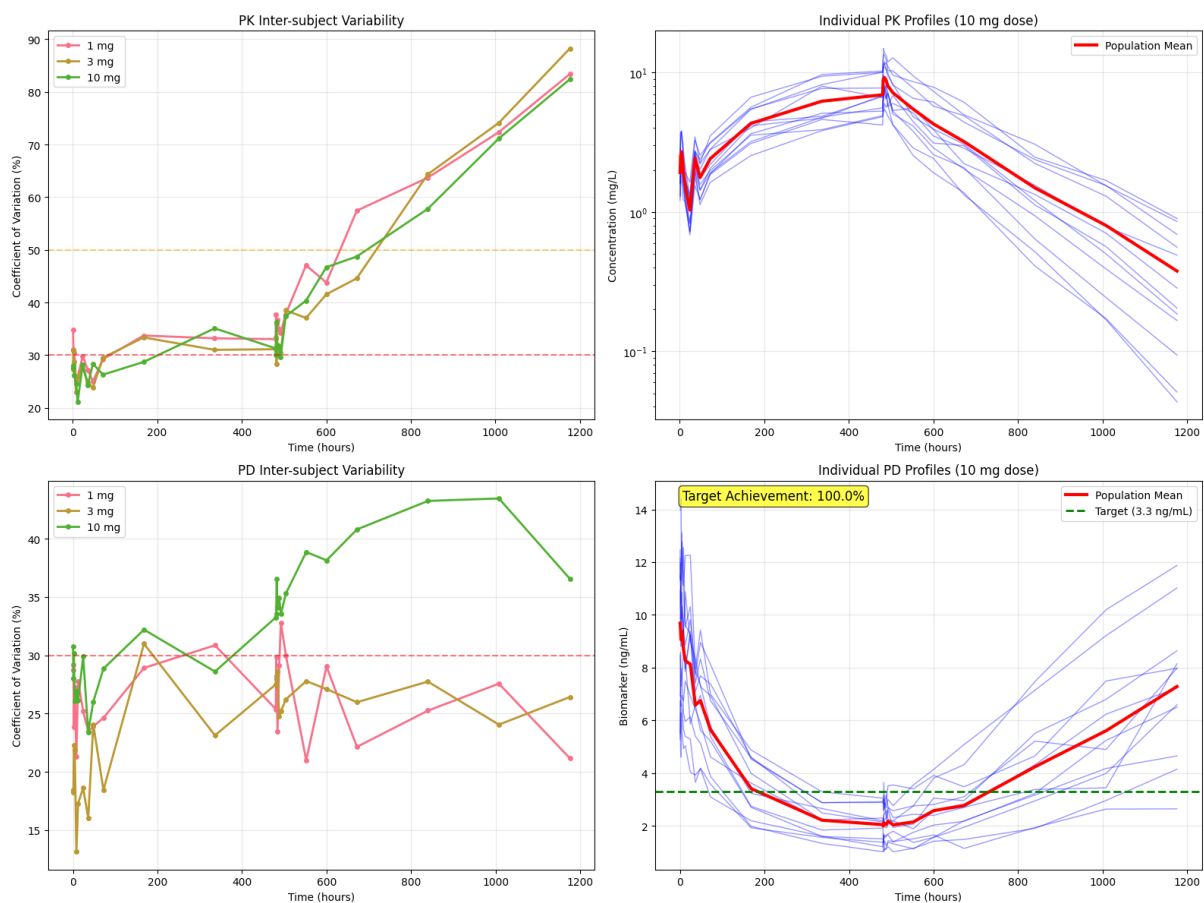 PK Inter-subject Variability
1 mg
3 mg
10 mg
Coefficient of Variation (%)
90
80
70
60
50
40
30
20
0
200
400
600
800
1000
1200
Time (hours)
Individual PK Profiles (10 mg dose)
Population Mean
Concentration (mg/L)
10¹
10⁰
10⁻¹
0
200
400
600
800
1000
1200
Time (hours)
PD Inter-subject Variability
1 mg
3 mg
10 mg
Coefficient of Variation (%)
40
35
30
25
20
15
0
200
400
600
800
1000
1200
Time (hours)
Individual PD Profiles (10 mg dose)
Target Achievement: 100.0%
Population Mean
Target (3.3 ng/mL)
Biomarker (ng/mL)
14
12
10
8
6
4
2
0
200
400
600
800
1000
1200
Time (hours)